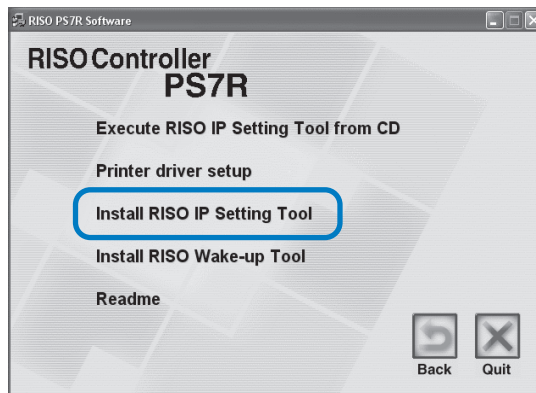 RISO PS7R Software
RISO Controller
PS7R
Execute RISO IP Setting Tool from CD
Printer driver setup
Install RISO IP Setting Tool
Install RISO Wake-up Tool
Readme
Back Quit